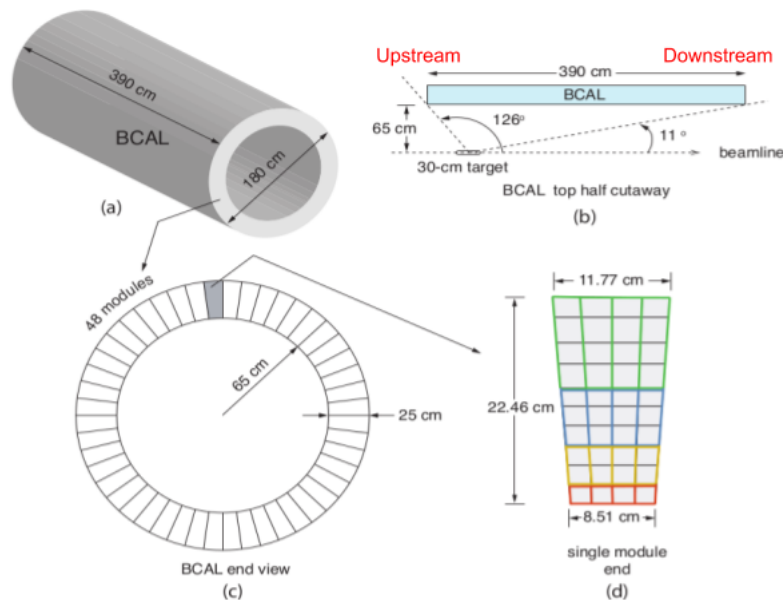 390 cm
BCAL
180 cm
(a)
Upstream
Downstream
390 cm
BCAL
65 cm
126°
11°
30-cm target
beamline
BCAL top half cutaway
(b)
48 modules
65 cm
25 cm
BCAL end view
(c)
11.77 cm
22.46 cm
8.51 cm
single module
end
(d)